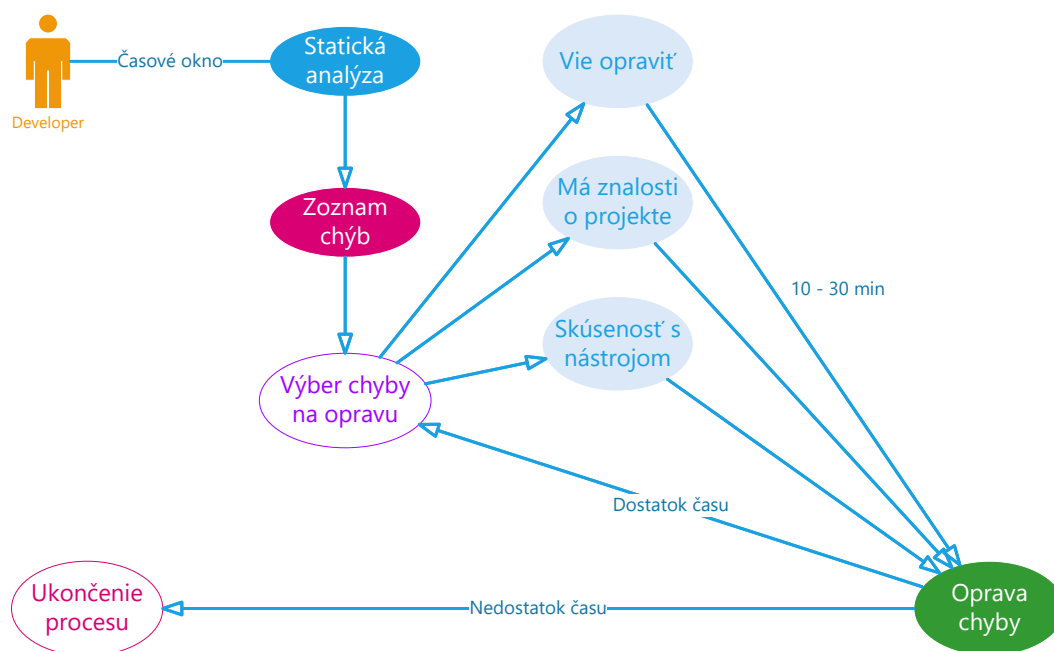 Developer
Časové okno
Statická
analýza
Vie opraviť
Má znalosti
o projekte
Zoznam
chýb
10 - 30 min
Skúsenosť s
nástrojom
Výber chyby
na opravu
Dostatok času
Ukončenie
procesu
Nedostatok času
Oprava
chyby